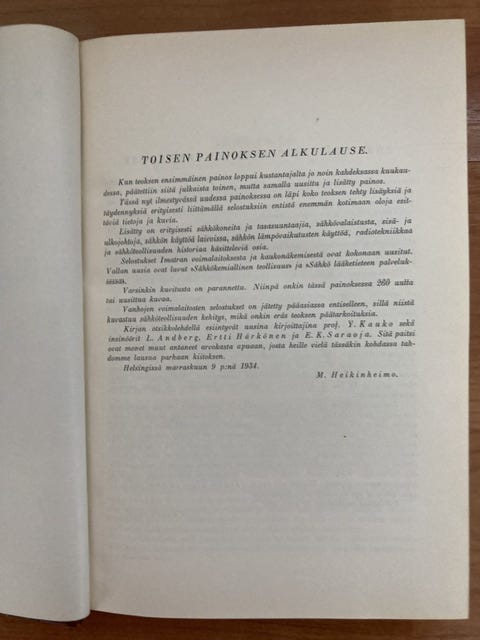 TOISEN PAINOKSEN ALKULAUSE.
Kun teoksen ensimmäinen painos loppui kustantajalta jo noin kahdeksassa kuukau-
dessa, päätettiin siitä julkaista toinen, mutta samalla uusittu ja lisätty painos.
Tässä nyt ilmestyvässä uudessa painoksessa on läpi koko teoksen tehty lisäyksiä ja
täydennyksiä erityisesti liittämällä selostuksiin entistä enemmän kotimaan oloja esit-
täviä tietoja ja kuvia.
Lisätty on erityisesti sähkökoneita ja tasasuuntaajia, sähkövalaistusta, sisä- ja
ulkojohtoja, sähkön käyttöä laivoissa, sähkön lämpövaikutusten käyttöä, radiotekniikkaa
ja sähköteollisuuden historiaa käsitteleviä osia.
Selostukset Imatran voimalaitoksesta ja kaukonäkemisestä ovat kokonaan uusitut.
Vallan uusia ovat luvut »Sähkökemiallinen teollisuus» ja »Sähkö lääketieteen palveluk-
sessa».
Varsinkin kuvitusta on parannettu. Niinpä onkin tässä painoksessa 260 uutta
tai uusittua kuvaa.
Vanhojen voimalaitosten selostukset on jätetty pääasiassa entiselleen, sillä niistä
kuvastuu sähköteollisuuden kehitys, mikä onkin eräs teoksen päätarkoituksia.
Kirjan otsikkolehdellä esiintyvät uusina kirjoittajina prof. Y. Kauko sekä
insinöörit L. Andberg, Ertti Härkönen ja E. K. Saraoja. Sitä paitsi
ovat monet muut antaneet arvokasta apuaan, josta heille vielä tässäkin kohdassa tah-
domme lausua parhaan kiitoksen.
Helsingissä marraskuun 9 p:nä 1934.
M. Heikinheimo.